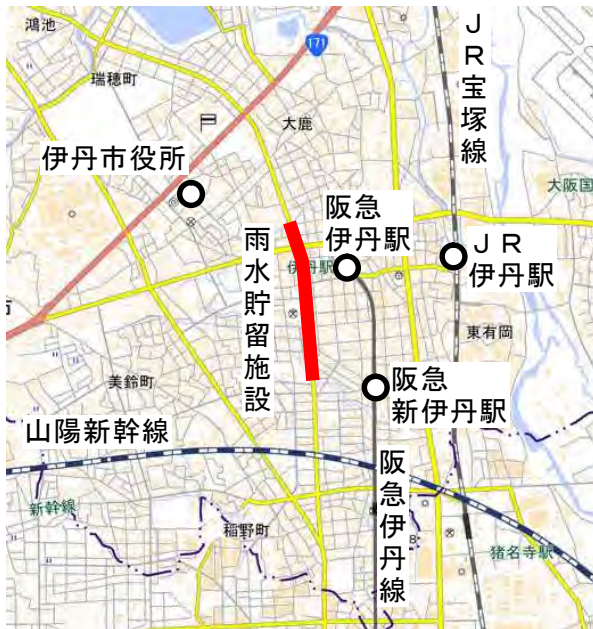 鴻池
瑞穂町
171
大鹿
JR宝塚線
伊丹市役所
大阪国
阪急
伊丹駅
JR
伊丹駅
伊丹駅
雨水貯留施設
市
東有岡
美鈴町
阪急
新伊丹駅
山陽新幹線
阪急伊丹線
新幹線
稲野町
猪名寺駅